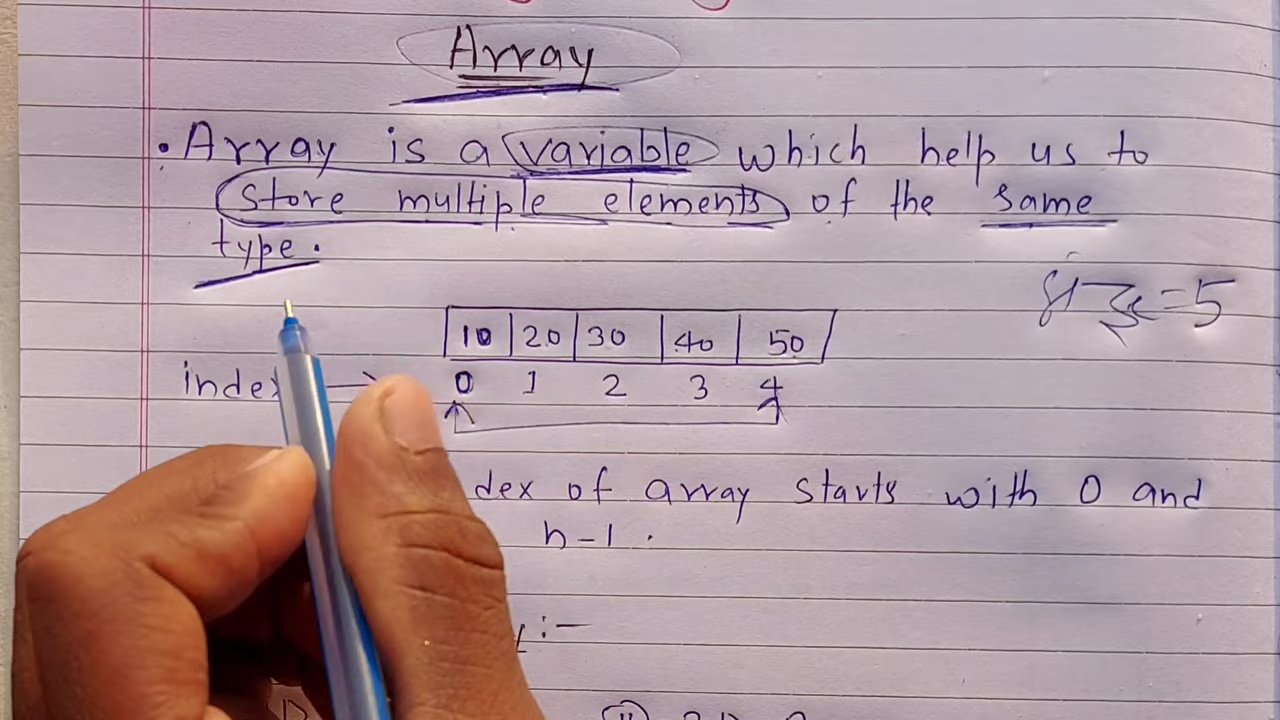 Array
• Array is a variable which help us to
store multiple elements of the same
type.
size=5
10 20 30 40 50
index → 0 1 2 3 4
dex of array starts with 0 and
n-1.
y :-